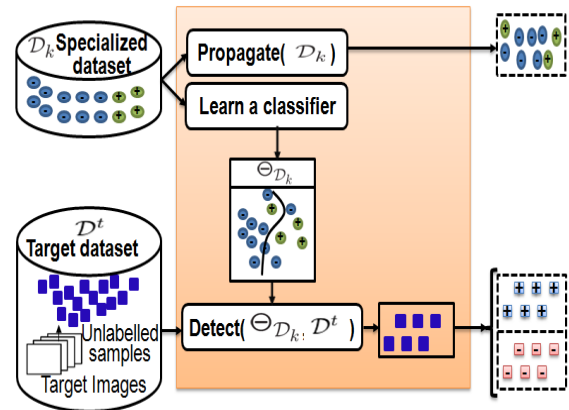 𝒟ₖ Specialized
dataset
Propagate( 𝒟ₖ )
Learn a classifier
Θ𝒟ₖ
𝒟ᵗ
Target dataset
Unlabelled
samples
Target Images
Detect( Θ𝒟ₖ; 𝒟ᵗ )